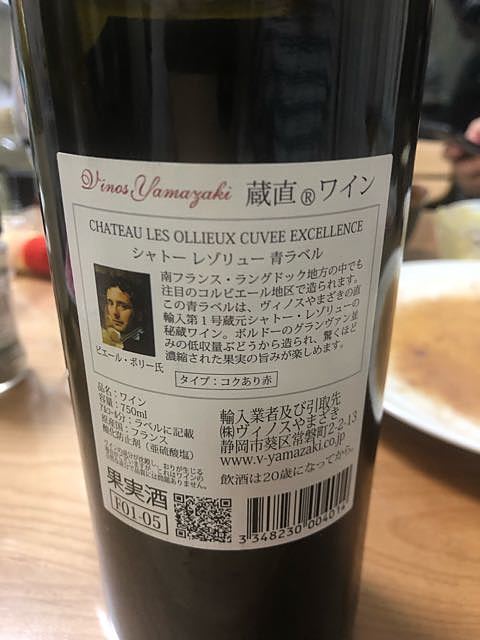 Vinos Yamazaki 蔵直®ワイン
CHATEAU LES OLLIEUX CUVEE EXCELLENCE
シャトー レゾリュー 青ラベル
南フランス・ラングドック地方の中でも
注目のコルビエール地区で造られます。
この青ラベルは、ヴィノスやまざきの直
輸入第1号蔵元シャトー・レゾリューの
秘蔵ワイン。ボルドーのグランヴァン並
みの低収量ぶどうから造られ、驚くほど
濃縮された果実の旨みが楽しめます。
ピエール・ボリー氏
タイプ：コクあり赤
品名：ワイン
容量：750ml
アルコール分：ラベルに記載
原産国：フランス
酸化防止剤（亜硫酸塩）
果実酒
F01-05
輸入業者及び引取先
㈱ヴィノスやまざき
静岡市葵区常磐町2-2-13
www.v-yamazaki.co.jp
飲酒は20歳になってから。
3 348230 004014